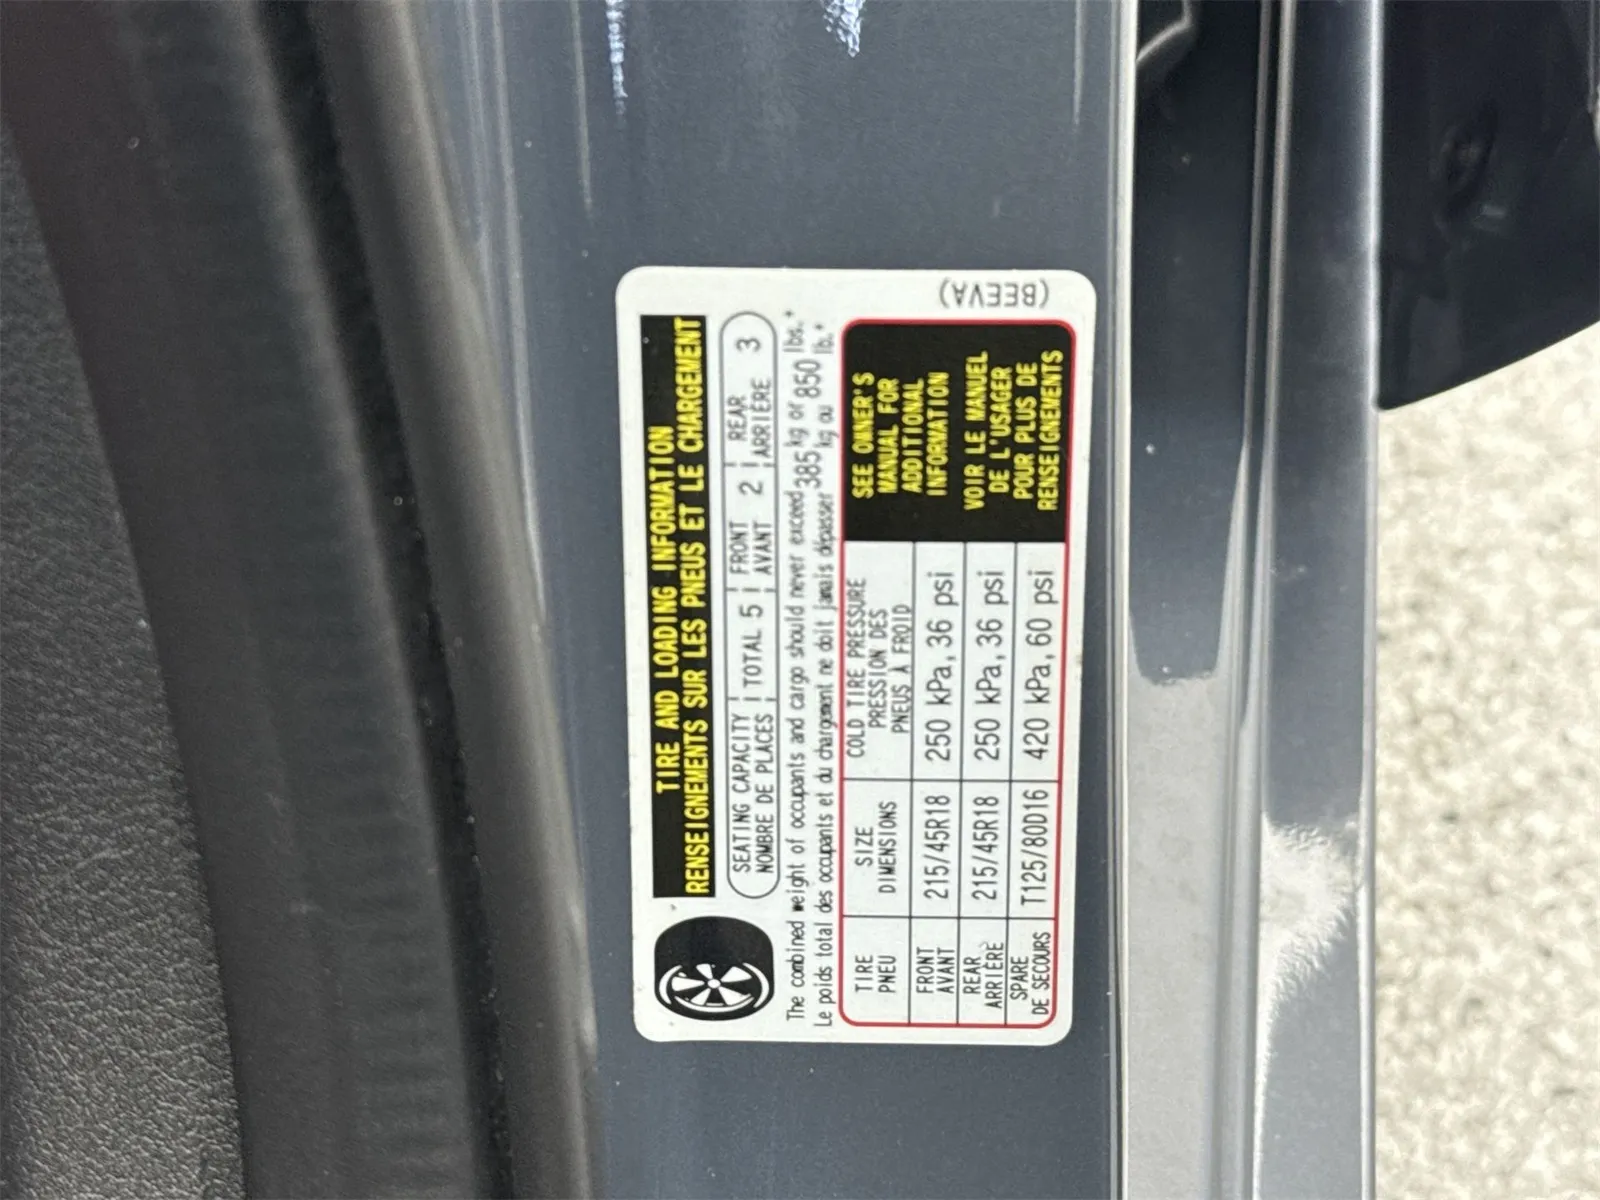 TIRE AND LOADING INFORMATION
RENSEIGNEMENTS SUR LES PNEUS ET LE CHARGEMENT
SEATING CAPACITY | TOTAL 5 | FRONT 2 | REAR 3
NOMBRE DE PLACES | AVANT | ARRIÈRE
The combined weight of occupants and cargo should never exceed 385 kg or 850 lbs.*
Le poids total des occupants et du chargement ne doit jamais dépasser kg ou lb.*
TIRE
PNEU
SIZE
DIMENSIONS
COLD TIRE PRESSURE
PRESSION DES
PNEUS À FROID
FRONT
AVANT
215/45R18
250 kPa, 36 psi
REAR
ARRIÈRE
215/45R18
250 kPa, 36 psi
SPARE
DE SECOURS
T125/80D16
420 kPa, 60 psi
SEE OWNER'S
MANUAL FOR
ADDITIONAL
INFORMATION
VOIR LE MANUEL
DE L'USAGER
POUR PLUS DE
RENSEIGNEMENTS
(BEEVA)